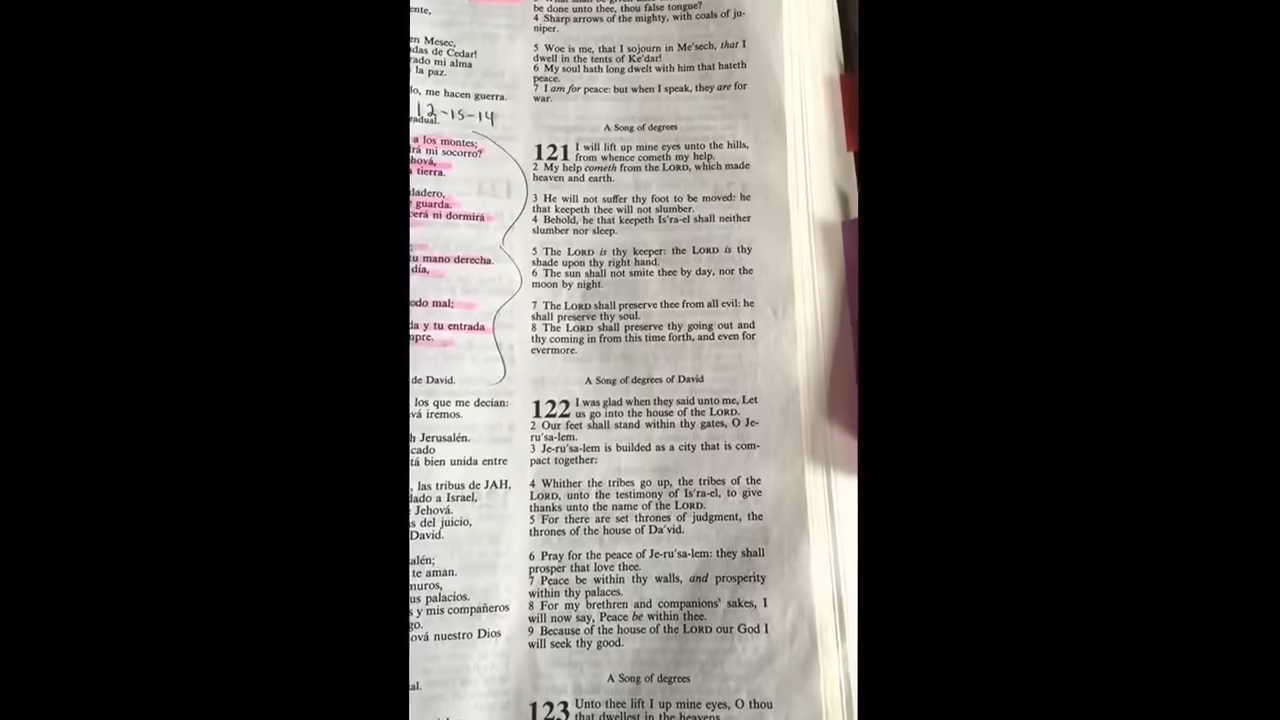 ente,
en Mesec,
das de Cedar!
rado mi alma
la paz.
lo, me hacen guerra.
12-15-14
radual.
a los montes;
rá mi socorro?
hová,
tierra.
dadero,
guarda.
erá ni dormirá
tu mano derecha.
día,
odo mal;
da y tu entrada
mpre.
de David.
los que me decían:
vá iremos.
h Jerusalén.
cado
tá bien unida entre
, las tribus de JAH,
dado a Israel,
Jehová.
s del juicio,
David.
alén;
te aman.
muros,
us palacios.
s y mis compañeros
go.
ová nuestro Dios
al.
be done unto thee, thou false tongue?
4 Sharp arrows of the mighty, with coals of ju-
niper.
5 Woe is me, that I sojourn in Me'sech, that I
dwell in the tents of Ke'dar!
6 My soul hath long dwelt with him that hateth
peace.
7 I am for peace: but when I speak, they are for
war.
A Song of degrees
121 I will lift up mine eyes unto the hills,
from whence cometh my help.
2 My help cometh from the LORD, which made
heaven and earth.
3 He will not suffer thy foot to be moved: he
that keepeth thee will not slumber.
4 Behold, he that keepeth Is'ra-el shall neither
slumber nor sleep.
5 The LORD is thy keeper: the LORD is thy
shade upon thy right hand.
6 The sun shall not smite thee by day, nor the
moon by night.
7 The LORD shall preserve thee from all evil: he
shall preserve thy soul.
8 The LORD shall preserve thy going out and
thy coming in from this time forth, and even for
evermore.
A Song of degrees of David
122 I was glad when they said unto me, Let
us go into the house of the LORD.
2 Our feet shall stand within thy gates, O Je-
ru'sa-lem.
3 Je-ru'sa-lem is builded as a city that is com-
pact together:
4 Whither the tribes go up, the tribes of the
LORD, unto the testimony of Is'ra-el, to give
thanks unto the name of the LORD.
5 For there are set thrones of judgment, the
thrones of the house of Da'vid.
6 Pray for the peace of Je-ru'sa-lem: they shall
prosper that love thee.
7 Peace be within thy walls, and prosperity
within thy palaces.
8 For my brethren and companions' sakes, I
will now say, Peace be within thee.
9 Because of the house of the LORD our God I
will seek thy good.
A Song of degrees
123 Unto thee lift I up mine eyes, O thou
that dwellest in the heavens.